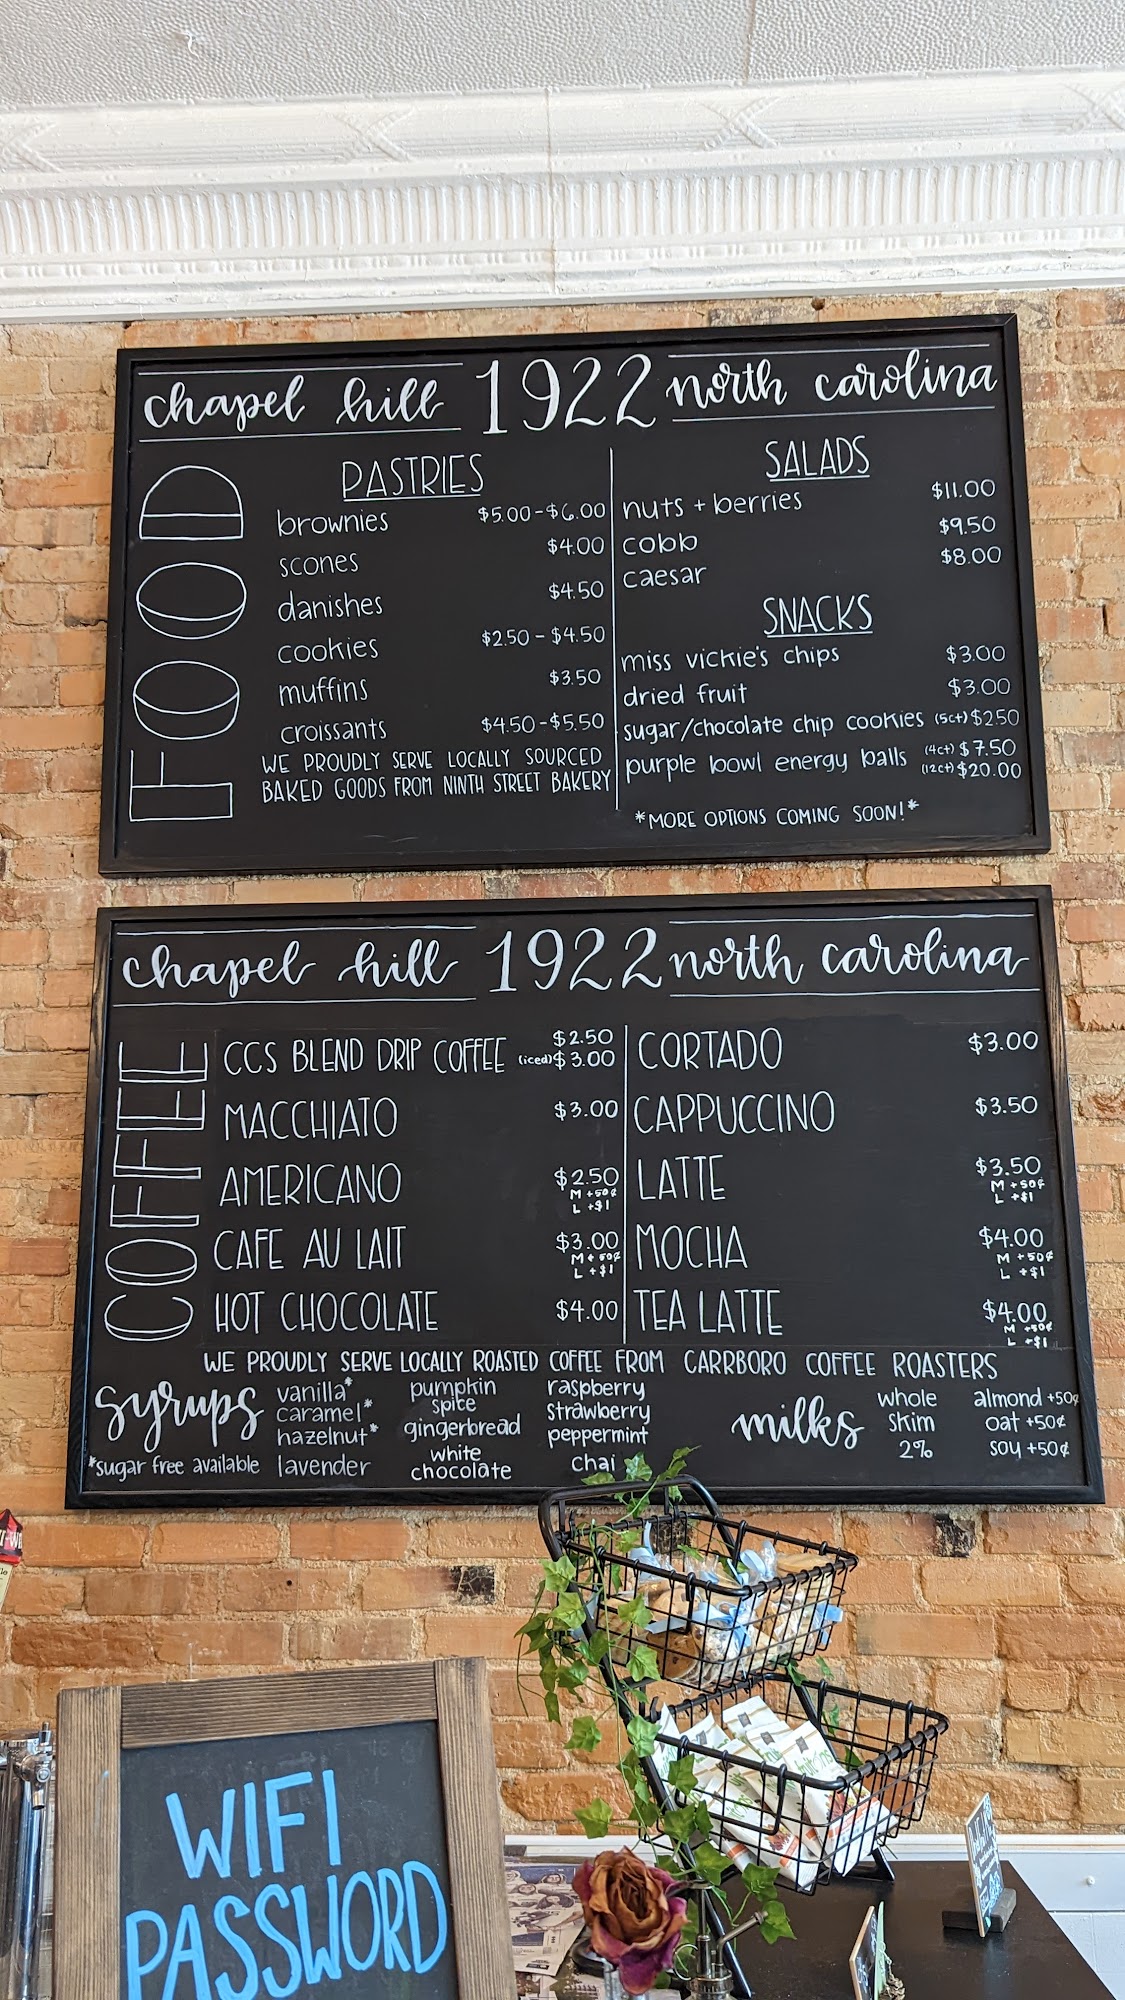 chapel hill 1922 north carolina
FOOD
PASTRIES
brownies $5.00-$6.00
scones $4.00
danishes $4.50
cookies $2.50 - $4.50
muffins $3.50
croissants $4.50-$5.50
WE PROUDLY SERVE LOCALLY SOURCED
BAKED GOODS FROM NINTH STREET BAKERY
SALADS
nuts + berries $11.00
cobb $9.50
caesar $8.00
SNACKS
miss vickie's chips $3.00
dried fruit $3.00
sugar/chocolate chip cookies (5ct) $2.50
purple bowl energy balls (4ct) $7.50
(12ct) $20.00
*MORE OPTIONS COMING SOON!*
chapel hill 1922 north carolina
COFFEE
CCS BLEND DRIP COFFEE $2.50
(iced) $3.00
MACCHIATO $3.00
AMERICANO $2.50
M +50¢
L +$1
CAFE AU LAIT $3.00
M +50¢
L +$1
HOT CHOCOLATE $4.00
CORTADO $3.00
CAPPUCCINO $3.50
LATTE $3.50
M +50¢
L +$1
MOCHA $4.00
M +50¢
L +$1
TEA LATTE $4.00
M +50¢
L +$1
WE PROUDLY SERVE LOCALLY ROASTED COFFEE FROM CARRBORO COFFEE ROASTERS
syrups
*sugar free available
vanilla*
caramel*
hazelnut*
lavender
pumpkin
spice
gingerbread
white
chocolate
raspberry
strawberry
peppermint
chai
milks
whole
skim
2%
almond +50¢
oat +50¢
soy +50¢
WIFI
PASSWORD